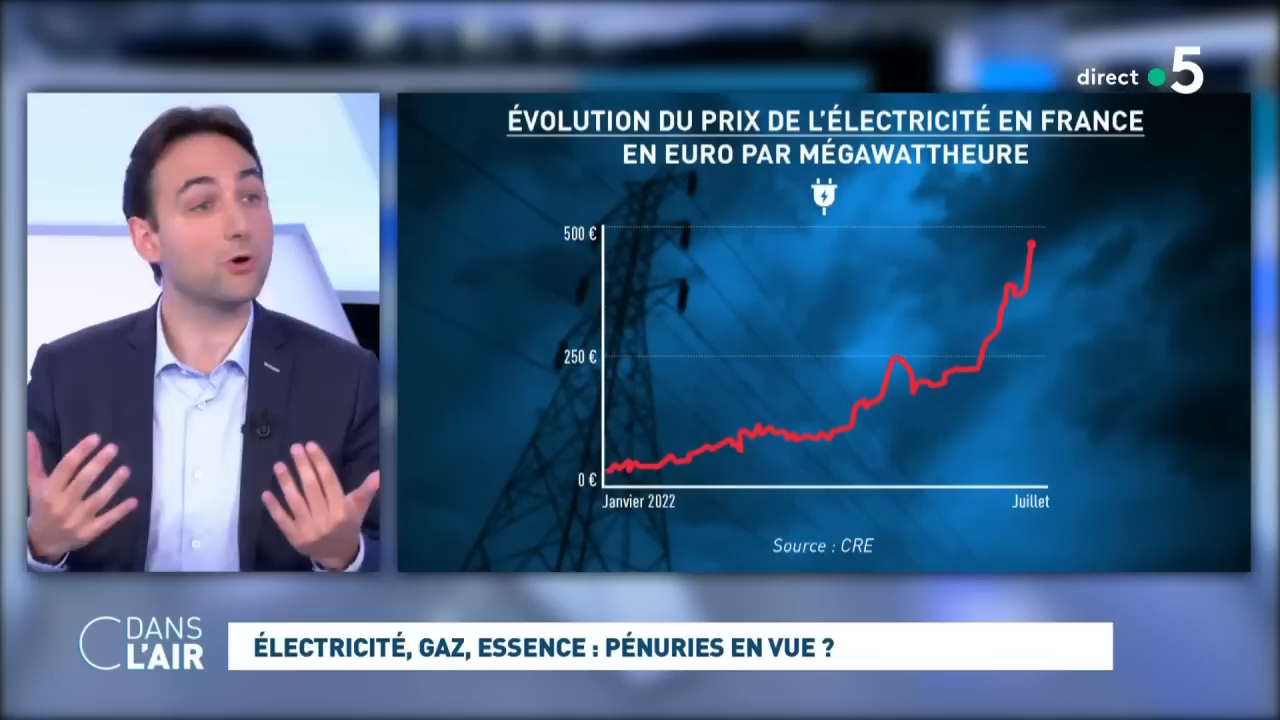 direct 5
ÉVOLUTION DU PRIX DE L'ÉLECTRICITÉ EN FRANCE
EN EURO PAR MÉGAWATTHEURE
500 €
250 €
0 €
Janvier 2022
Juillet
Source : CRE
C DANS
L'AIR
ÉLECTRICITÉ, GAZ, ESSENCE : PÉNURIES EN VUE ?